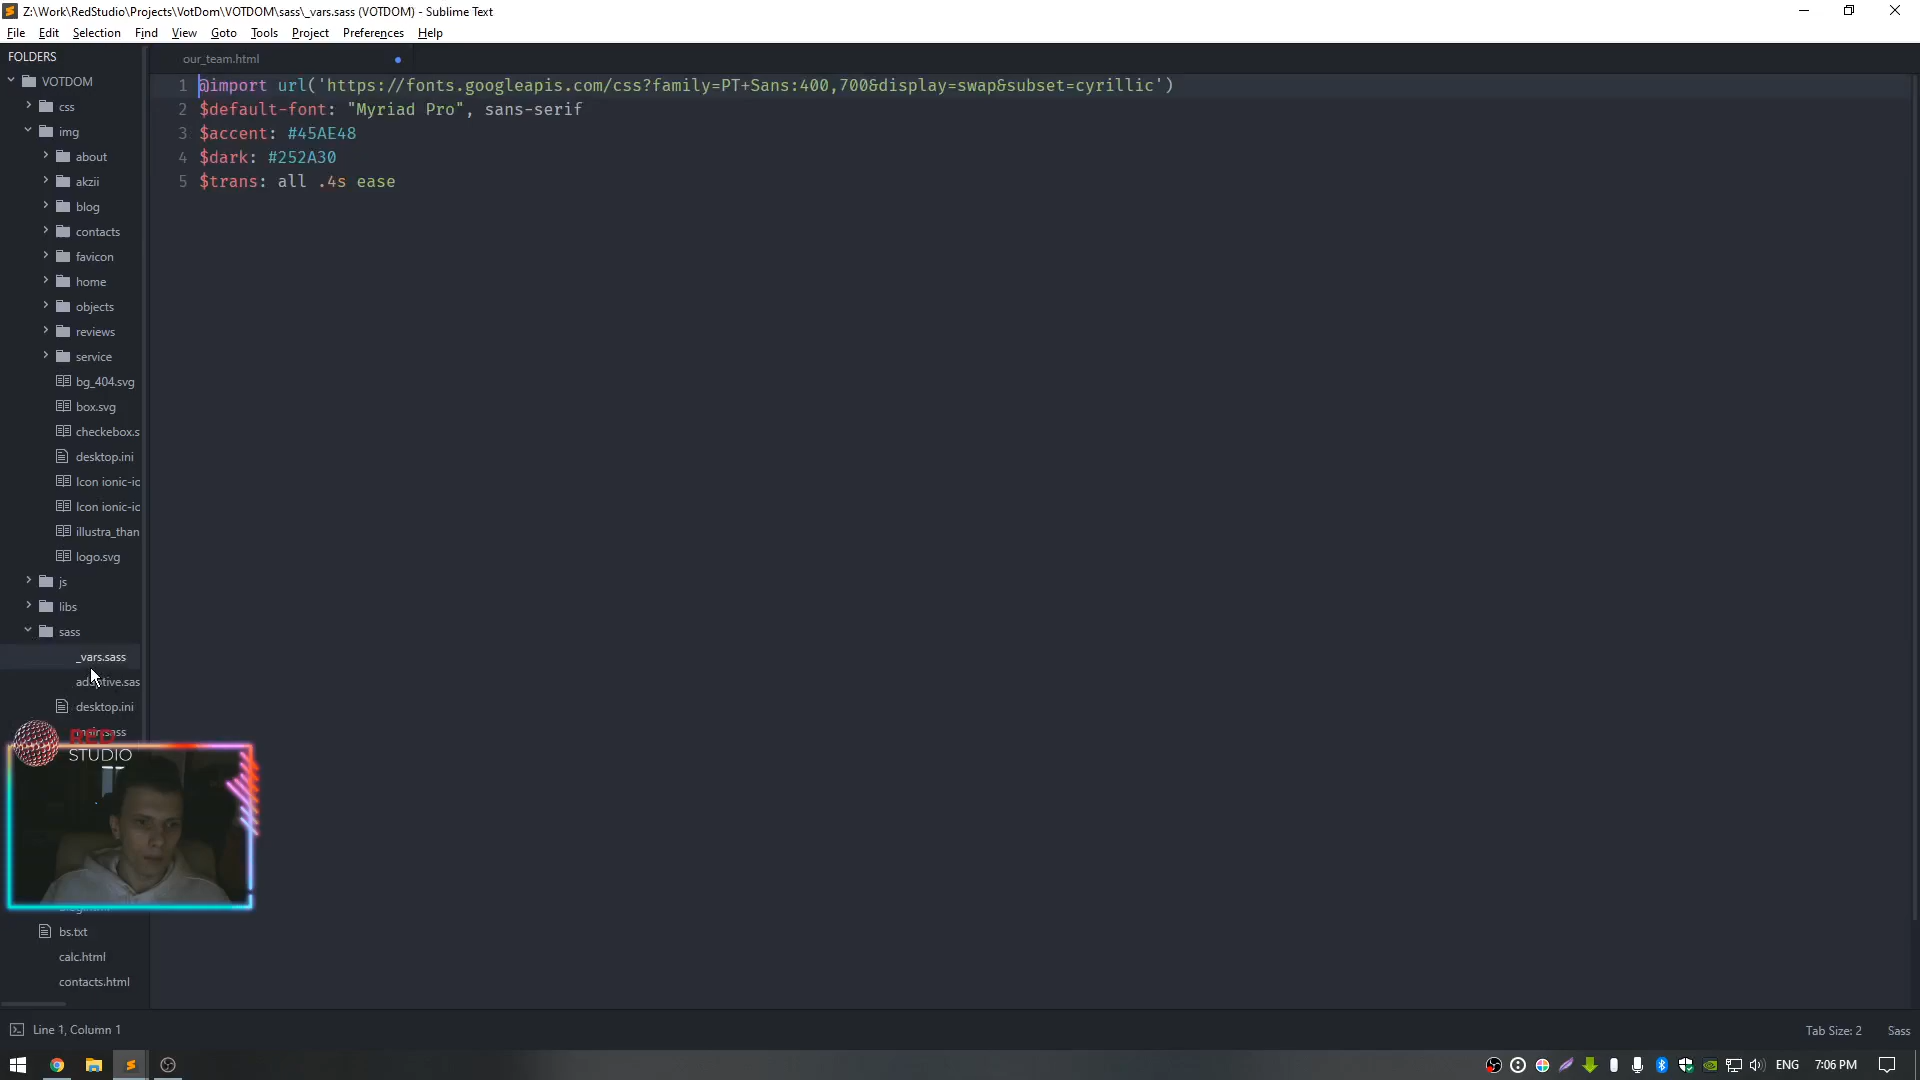 Z:\Work\RedStudio\Projects\VotDom\VOTDOM\sass\_vars.sass (VOTDOM) - Sublime Text
File Edit Selection Find View Goto Tools Project Preferences Help
FOLDERS
VOTDOM
css
img
about
akzii
blog
contacts
favicon
home
objects
reviews
service
bg_404.svg
box.svg
checkebox.s
desktop.ini
Icon ionic-ic
Icon ionic-ic
illustra_than
logo.svg
js
libs
sass
_vars.sass
adaptive.sas
desktop.ini
main.sass
RED
STUDIO
bs.txt
calc.html
contacts.html
our_team.html
1 @import url('https://fonts.googleapis.com/css?family=PT+Sans:400,700&display=swap&subset=cyrillic')
2 $default-font: "Myriad Pro", sans-serif
3 $accent: #45AE48
4 $dark: #252A30
5 $trans: all .4s ease
Line 1, Column 1
Tab Size: 2
Sass
ENG
7:06 PM